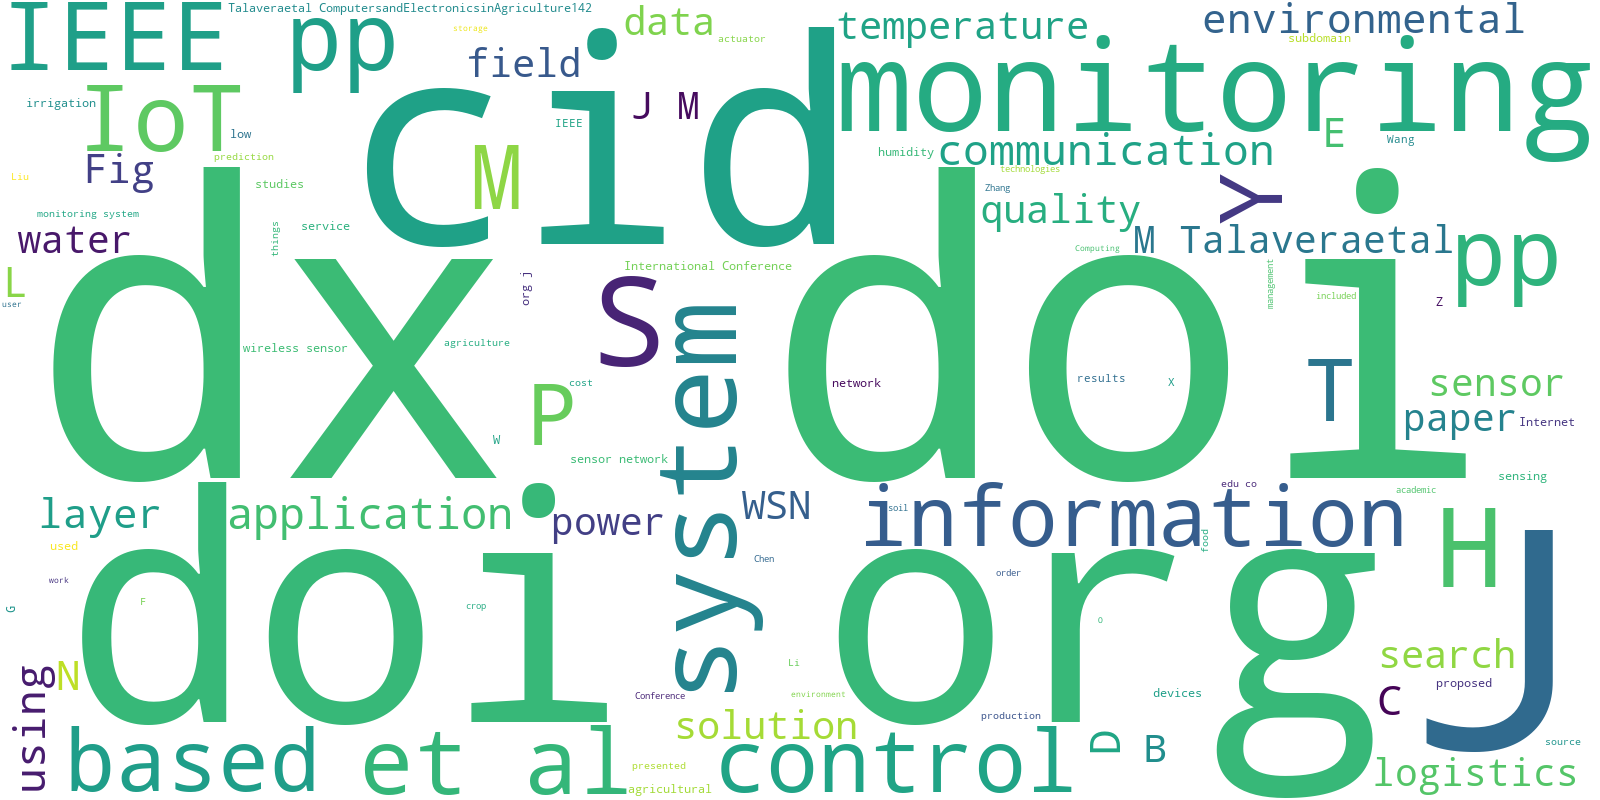 Talaveraetal ComputersandElectronicsinAgriculture142
IEEE pp
storage
field
data
actuator
temperature
environmental
subdomain
irrigation
IoT
low
cid
IEEE
J M
monitoring
E
Wang
Fig
prediction
Liu
studies
M
humidity
communication
technologies
monitoring system
service
things
water
Zhang
quality
Y
Computing
M Talaveraetal
pp
L
user
International Conference
org j
S
management
included
Z
dx doi
wireless sensor
agriculture
system
network
results
X
T
sensor
paper
Internet
cost
P
W
sensor network
sensing
layer
application
power
WSN
information
edu co
academic
soil
H
used
work
doi org
Chen
order
food
J
G
F
crop
O
using
N
Li
Conference
environment
devices
search
proposed
C
solution
production
D
B
source
based
et al
presented
agricultural
control
logistics